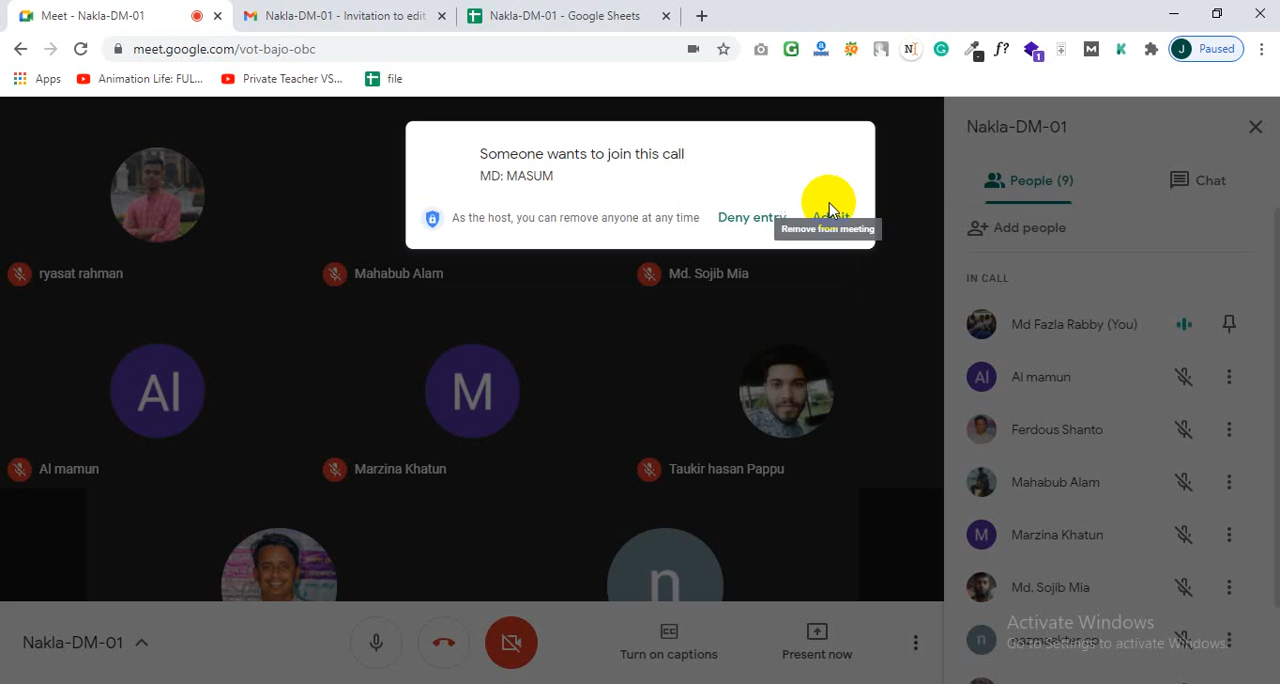 Meet - Nakla-DM-01
Nakla-DM-01 - Invitation to edit
Nakla-DM-01 - Google Sheets
meet.google.com/vot-bajo-obc
J Paused
Apps
Animation Life: FUL...
Private Teacher VS...
file
Someone wants to join this call
MD: MASUM
As the host, you can remove anyone at any time
Deny entry
Remove from meeting
Nakla-DM-01
People (9)
Chat
Add people
IN CALL
Md Fazla Rabby (You)
Al mamun
Ferdous Shanto
Mahabub Alam
Marzina Khatun
Md. Sojib Mia
ryasat rahman
Mahabub Alam
Md. Sojib Mia
Al
M
Al mamun
Marzina Khatun
Taukir hasan Pappu
n
Activate Windows
Go to Settings to activate Windows.
Nakla-DM-01
Turn on captions
Present now